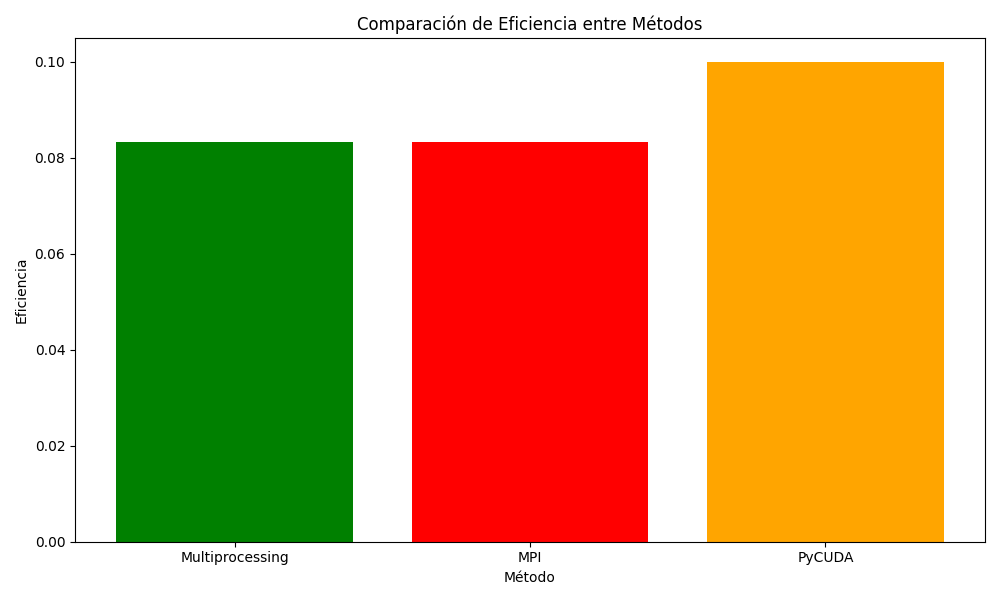 Comparación de Eficiencia entre Métodos
0.10
0.08
0.06
0.04
0.02
0.00
Eficiencia
Multiprocessing
MPI
PyCUDA
Método